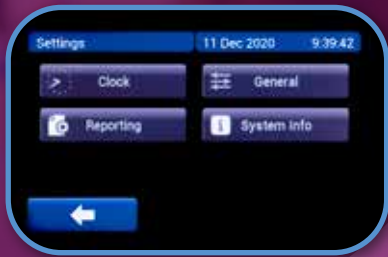 Settings 11 Dec 2020 9:39:42
Clock General
Reporting System Info